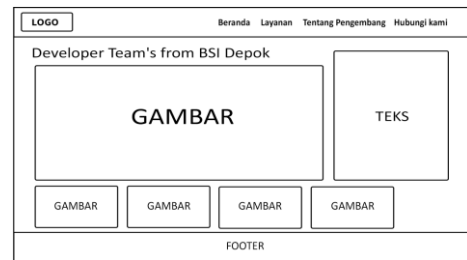 LOGO
Beranda Layanan Tentang Pengembang Hubungi kami
Developer Team's from BSI Depok
GAMBAR
TEKS
GAMBAR GAMBAR GAMBAR GAMBAR
FOOTER